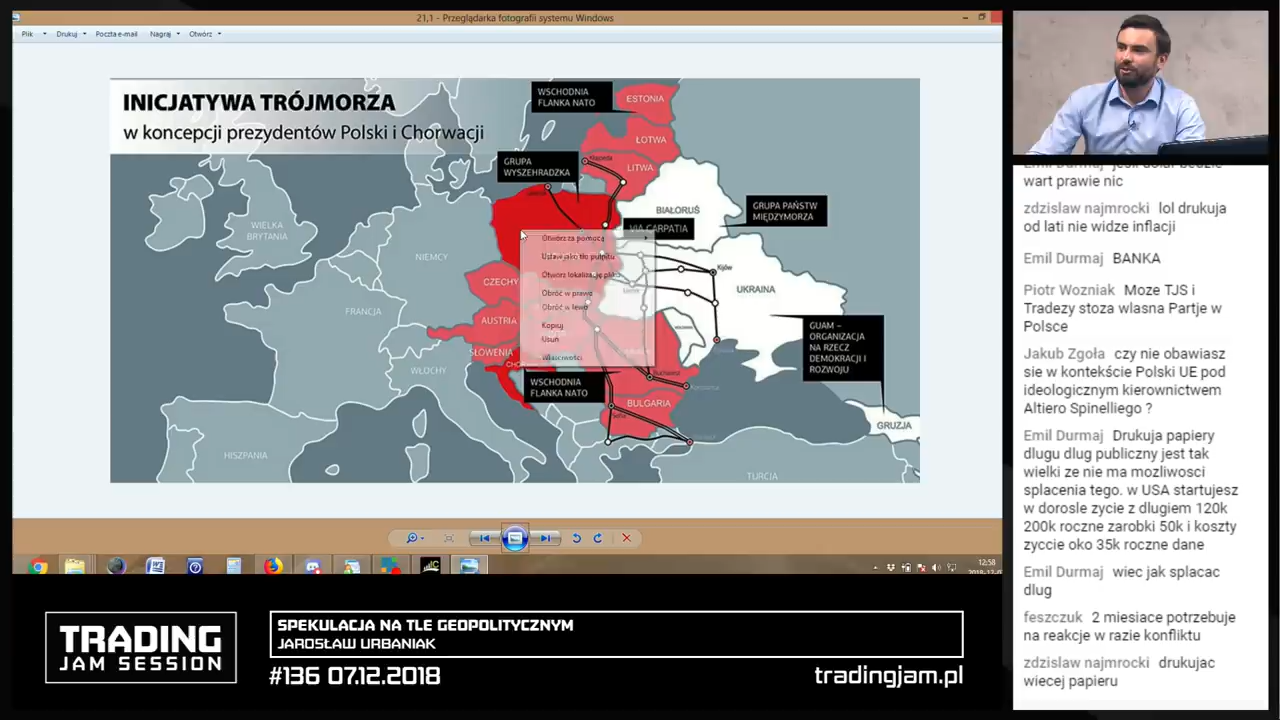 21,1 - Przeglądarka fotografii systemu Windows
Plik Drukuj Poczta e-mail Nagraj Otwórz
INICJATYWA TRÓJMORZA
w koncepcji prezydentów Polski i Chorwacji
WSCHODNIA
FLANKA NATO
ESTONIA
ŁOTWA
LITWA
Kłajpeda
GRUPA
WYSZEHRADZKA
BIAŁORUŚ
GRUPA PAŃSTW
MIĘDZYMORZA
VIA CARPATIA
WIELKA
BRYTANIA
NIEMCY
Kijów
UKRAINA
CZECHY
FRANCJA
AUSTRIA
SŁOWENIA
WŁOCHY
Otwórz za pomocą
Ustaw jako tło pulpitu
Otwórz lokalizację pliku
Obróć w prawo
Obróć w lewo
Kopiuj
Usuń
Właściwości
GUAM –
ORGANIZACJA
NA RZECZ
DEMOKRACJI I
ROZWOJU
WSCHODNIA
FLANKA NATO
Bukareszt
BUŁGARIA
GRUZJA
HISZPANIA
TURCJA
12:58
TRADING
JAM SESSION
SPEKULACJA NA TLE GEOPOLITYCZNYM
JAROSŁAW URBANIAK
#136 07.12.2018
tradingjam.pl
Emil Durmaj jeśli dolar bedzie
wart prawie nic
zdzislaw najmrocki lol drukuja
od lati nie widze inflacji
Emil Durmaj BANKA
Piotr Wozniak Moze TJS i
Tradezy stoza wlasna Partje w
Polsce
Jakub Zgoła czy nie obawiasz
sie w kontekście Polski UE pod
ideologicznym kierownictwem
Altiero Spinelliego ?
Emil Durmaj Drukuja papiery
dlugu dlug publiczny jest tak
wielki ze nie ma mozliwosci
splacenia tego. w USA startujesz
w dorosle zycie z dlugiem 120k
200k roczne zarobki 50k i koszty
zyccie oko 35k roczne dane
Emil Durmaj wiec jak splacac
dlug
feszczuk 2 miesiace potrzebuje
na reakcje w razie konfliktu
zdzislaw najmrocki drukujac
wiecej papieru